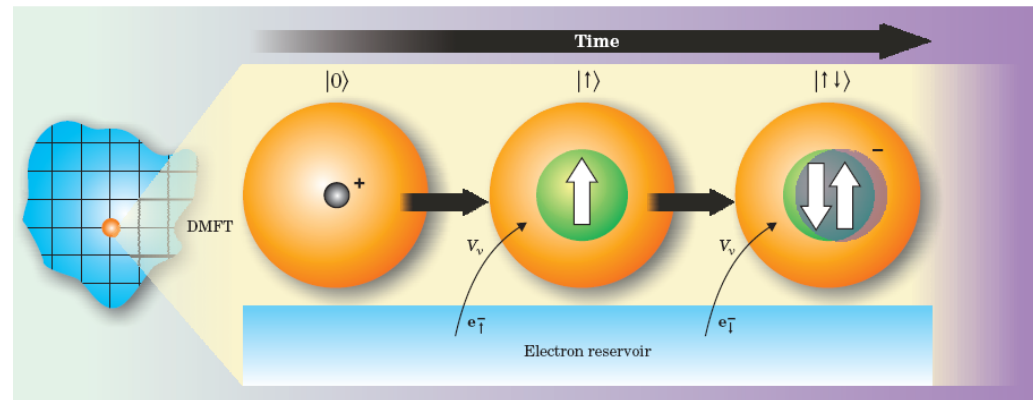 Time
|0⟩ |↑⟩ |↑↓⟩
+ −
DMFT
V_ν V_ν
e⁻_↑ e⁻_↓
Electron reservoir